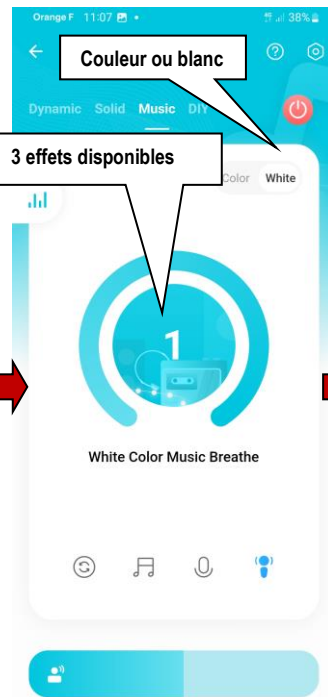 Orange F 11:07
38%
Couleur ou blanc
Dynamic Solid Music DIY
3 effets disponibles
Color White
1
White Color Music Breathe